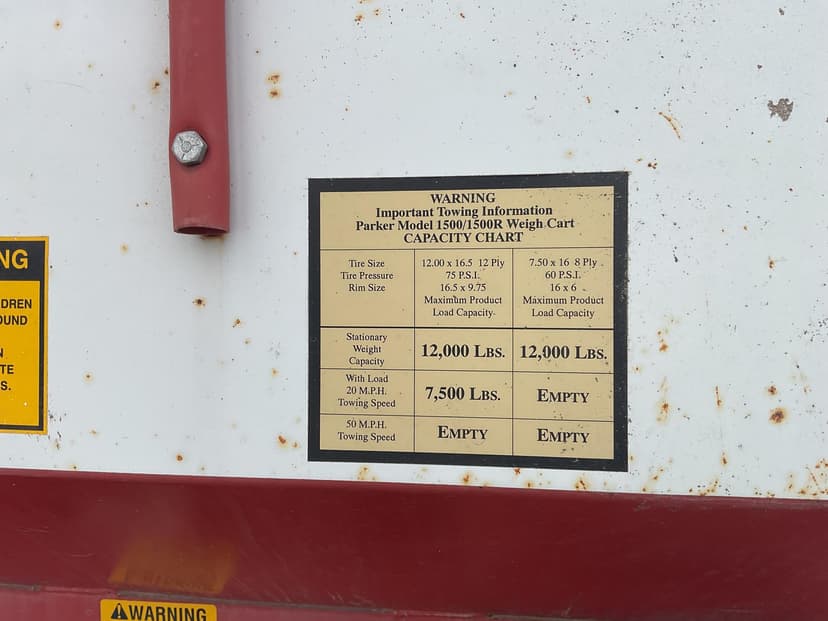 WARNING
Important Towing Information
Parker Model 1500/1500R Weigh Cart
CAPACITY CHART
Tire Size 12.00 x 16.5 12 Ply 7.50 x 16 8 Ply
Tire Pressure 75 P.S.I. 60 P.S.I.
Rim Size 16.5 x 9.75 16 x 6
Maximum Product Maximum Product
Load Capacity Load Capacity
Stationary
Weight
Capacity
12,000 LBS. 12,000 LBS.
With Load
20 M.P.H.
Towing Speed
7,500 LBS. EMPTY
50 M.P.H.
Towing Speed
EMPTY EMPTY
NG
DREN
OUND
N
TE
S.
WARNING